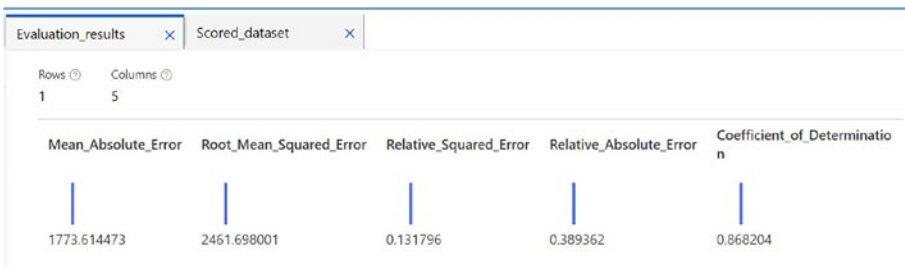 Evaluation_results × Scored_dataset ×
Rows Columns
1 5
Mean_Absolute_Error Root_Mean_Squared_Error Relative_Squared_Error Relative_Absolute_Error Coefficient_of_Determinatio
n
1773.614473 2461.698001 0.131796 0.389362 0.868204